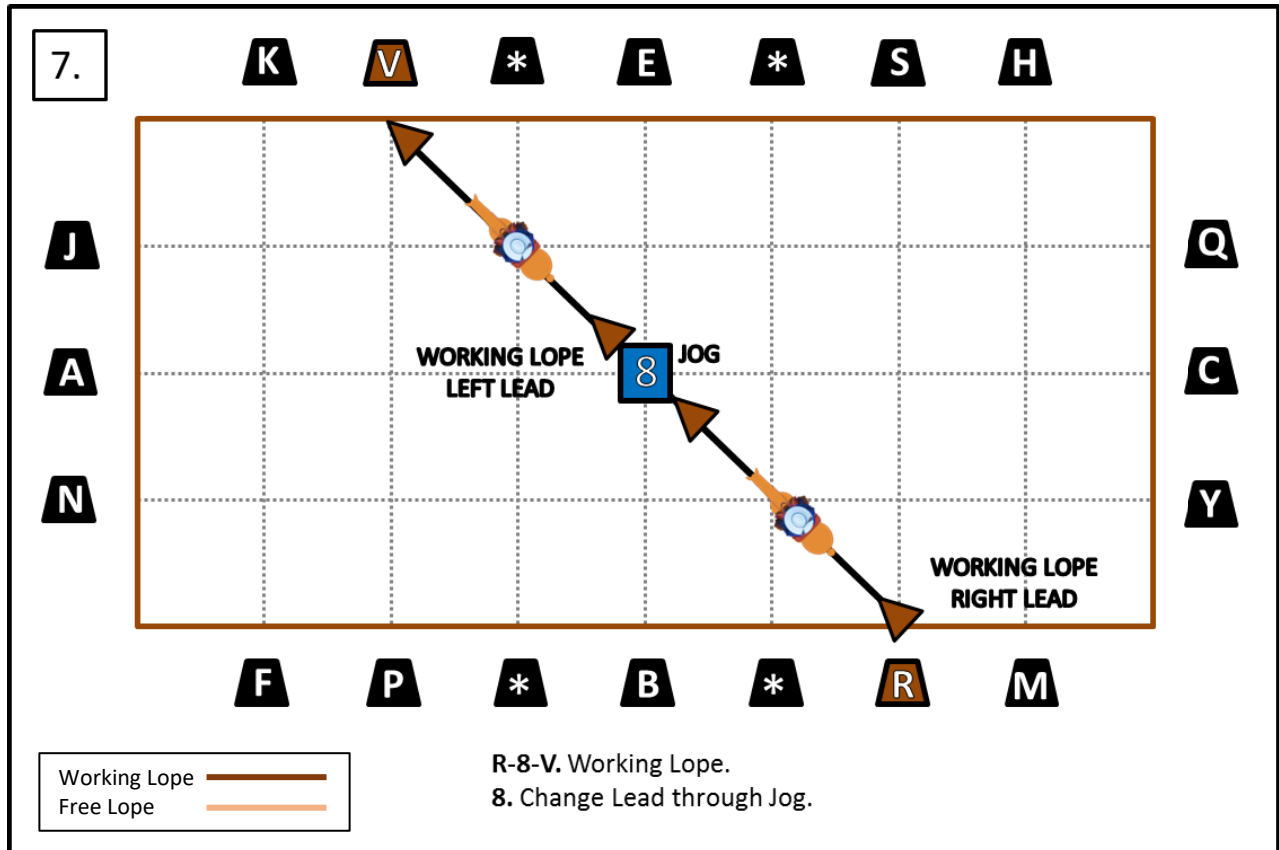 7.
K V * E * S H
J Q
WORKING LOPE
LEFT LEAD
8 JOG
A C
N Y
WORKING LOPE
RIGHT LEAD
F P * B * R M
Working Lope
Free Lope
R-8-V. Working Lope.
8. Change Lead through Jog.